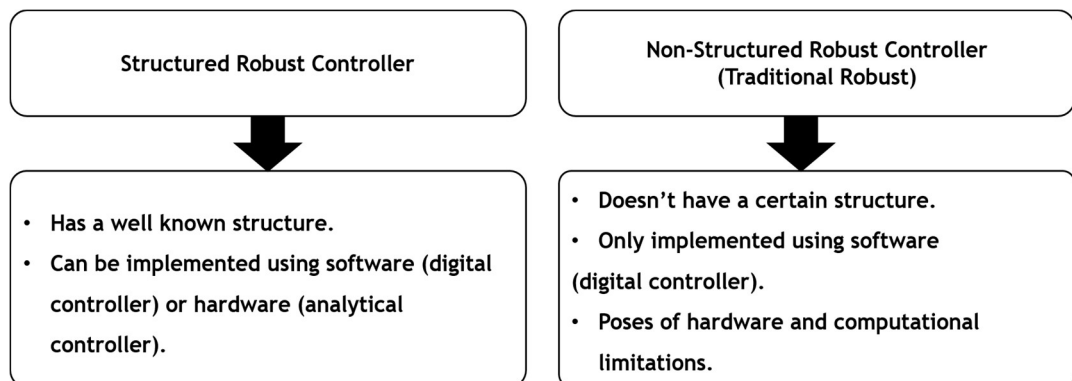 Structured Robust Controller
Non-Structured Robust Controller
(Traditional Robust)
• Has a well known structure.
• Can be implemented using software (digital
controller) or hardware (analytical
controller).
• Doesn't have a certain structure.
• Only implemented using software
(digital controller).
• Poses of hardware and computational
limitations.